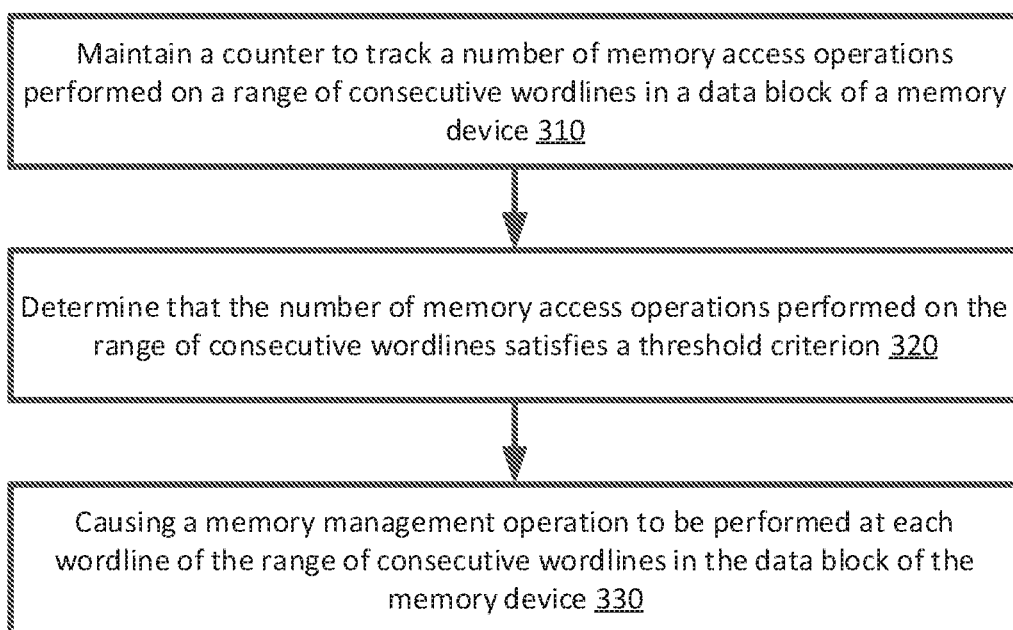 Maintain a counter to track a number of memory access operations
performed on a range of consecutive wordlines in a data block of a memory
device 310
Determine that the number of memory access operations performed on the
range of consecutive wordlines satisfies a threshold criterion 320
Causing a memory management operation to be performed at each
wordline of the range of consecutive wordlines in the data block of the
memory device 330